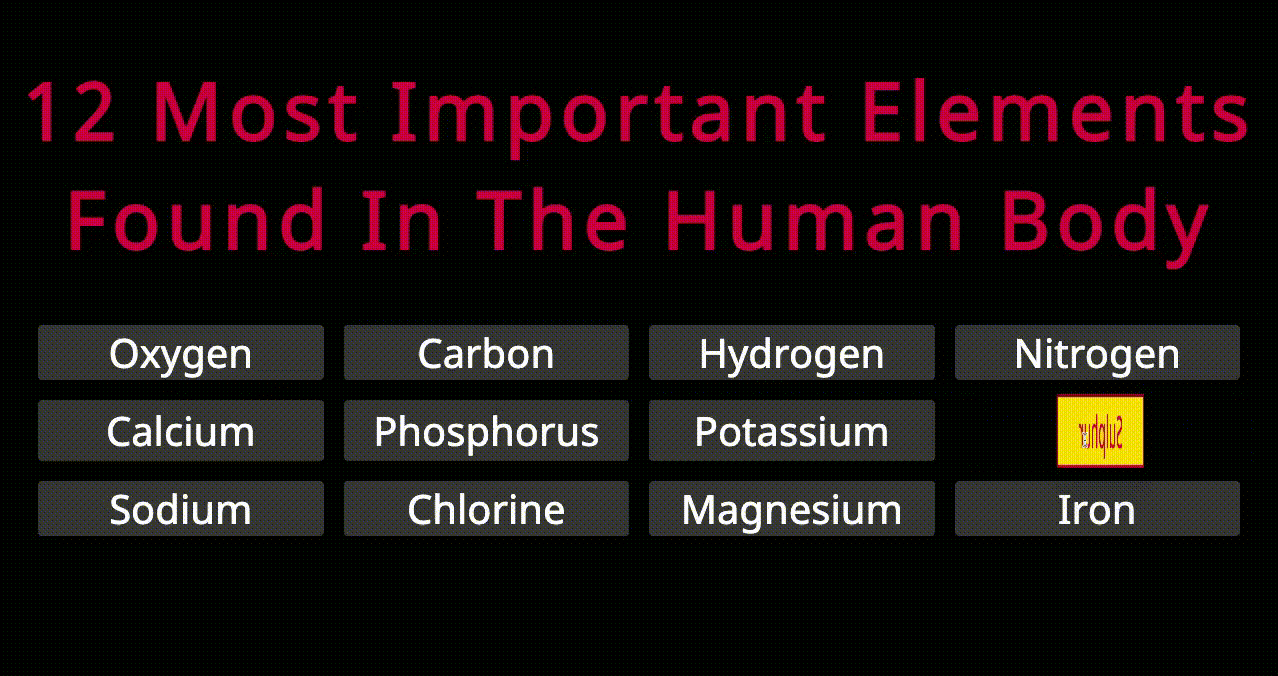 12 Most Important Elements
Found In The Human Body
Oxygen Carbon Hydrogen Nitrogen
Calcium Phosphorus Potassium Sulphur
Sodium Chlorine Magnesium Iron